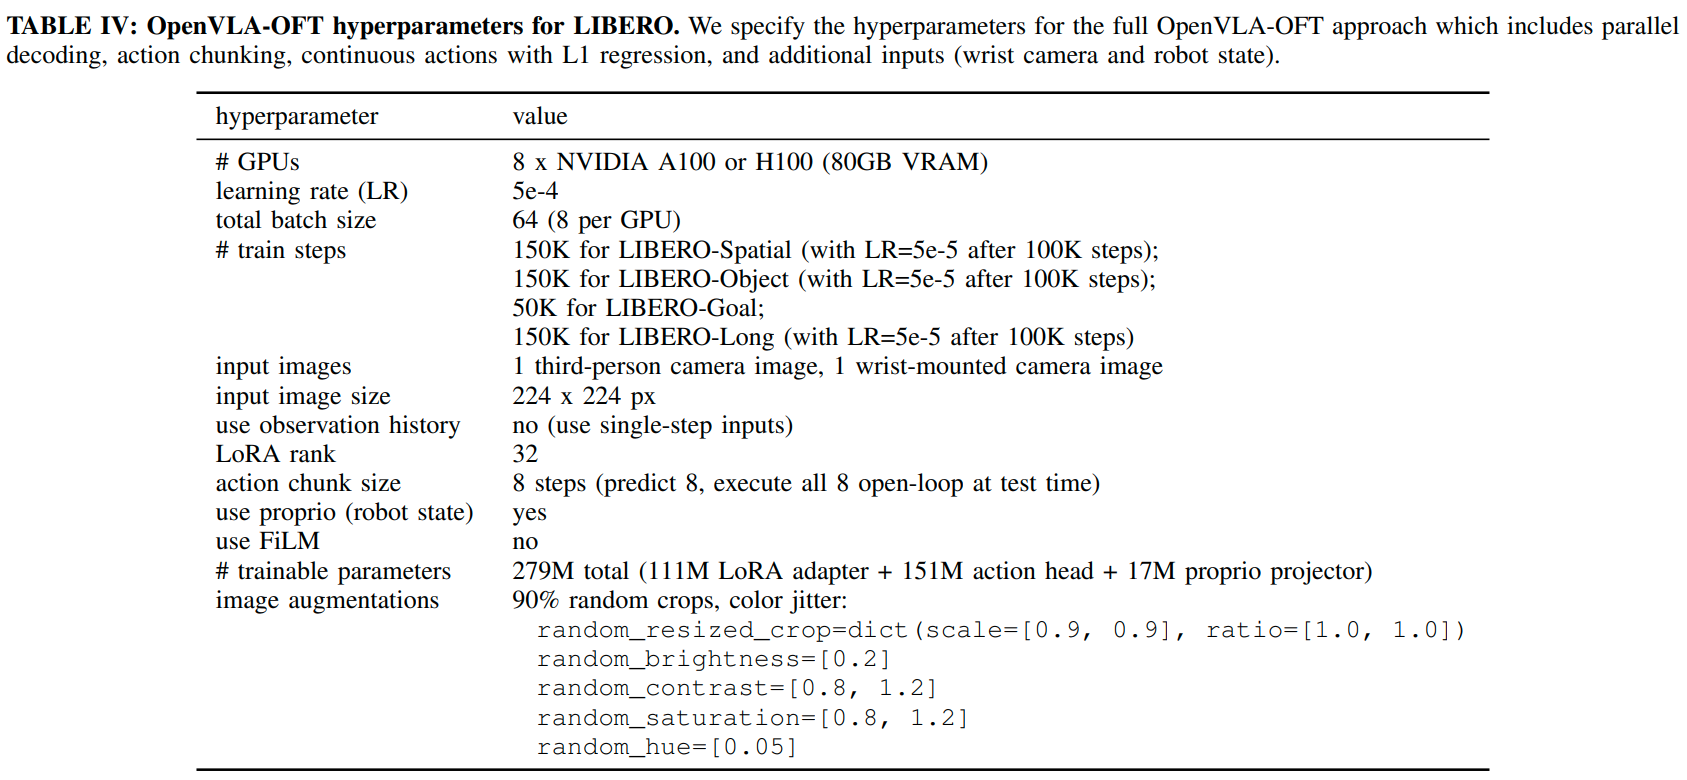 TABLE IV: OpenVLA-OFT hyperparameters for LIBERO. We specify the hyperparameters for the full OpenVLA-OFT approach which includes parallel
decoding, action chunking, continuous actions with L1 regression, and additional inputs (wrist camera and robot state).
hyperparameter value
# GPUs 8 x NVIDIA A100 or H100 (80GB VRAM)
learning rate (LR) 5e-4
total batch size 64 (8 per GPU)
# train steps 150K for LIBERO-Spatial (with LR=5e-5 after 100K steps);
150K for LIBERO-Object (with LR=5e-5 after 100K steps);
50K for LIBERO-Goal;
150K for LIBERO-Long (with LR=5e-5 after 100K steps)
input images 1 third-person camera image, 1 wrist-mounted camera image
input image size 224 x 224 px
use observation history no (use single-step inputs)
LoRA rank 32
action chunk size 8 steps (predict 8, execute all 8 open-loop at test time)
use proprio (robot state) yes
use FiLM no
# trainable parameters 279M total (111M LoRA adapter + 151M action head + 17M proprio projector)
image augmentations 90% random crops, color jitter:
random_resized_crop=dict(scale=[0.9, 0.9], ratio=[1.0, 1.0])
random_brightness=[0.2]
random_contrast=[0.8, 1.2]
random_saturation=[0.8, 1.2]
random_hue=[0.05]